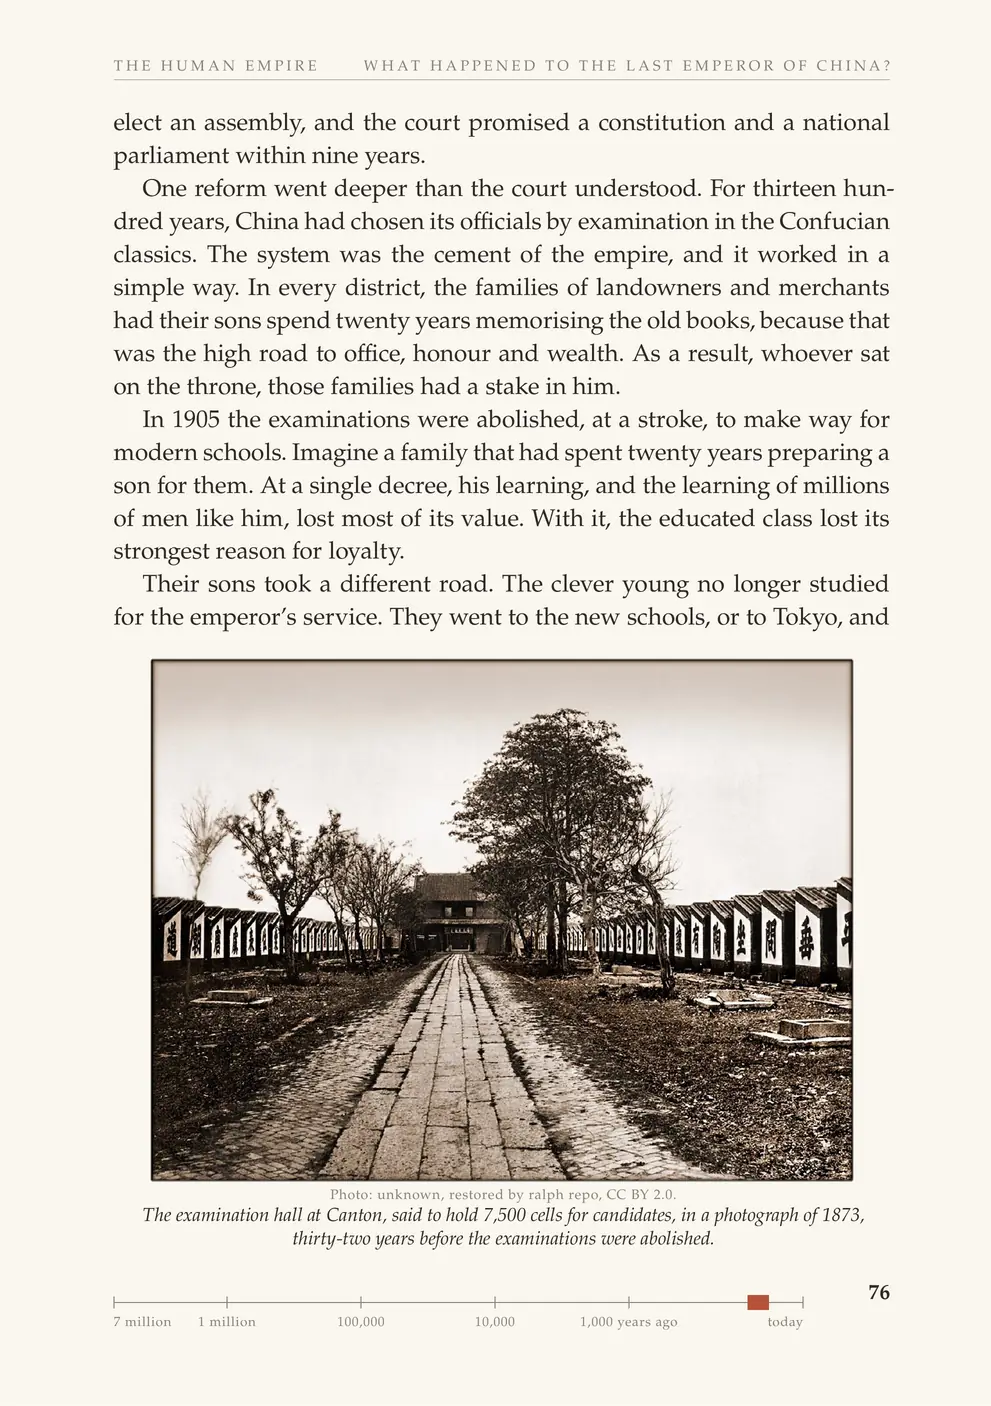 THE HUMAN EMPIRE WHAT HAPPENED TO THE LAST EMPEROR OF CHINA?
elect an assembly, and the court promised a constitution and a national
parliament within nine years.
One reform went deeper than the court understood. For thirteen hun-
dred years, China had chosen its officials by examination in the Confucian
classics. The system was the cement of the empire, and it worked in a
simple way. In every district, the families of landowners and merchants
had their sons spend twenty years memorising the old books, because that
was the high road to office, honour and wealth. As a result, whoever sat
on the throne, those families had a stake in him.
In 1905 the examinations were abolished, at a stroke, to make way for
modern schools. Imagine a family that had spent twenty years preparing a
son for them. At a single decree, his learning, and the learning of millions
of men like him, lost most of its value. With it, the educated class lost its
strongest reason for loyalty.
Their sons took a different road. The clever young no longer studied
for the emperor’s service. They went to the new schools, or to Tokyo, and
道
有
坐
問
Photo: unknown, restored by ralph repo, CC BY 2.0.
The examination hall at Canton, said to hold 7,500 cells for candidates, in a photograph of 1873,
thirty-two years before the examinations were abolished.
76
7 million 1 million 100,000 10,000 1,000 years ago today